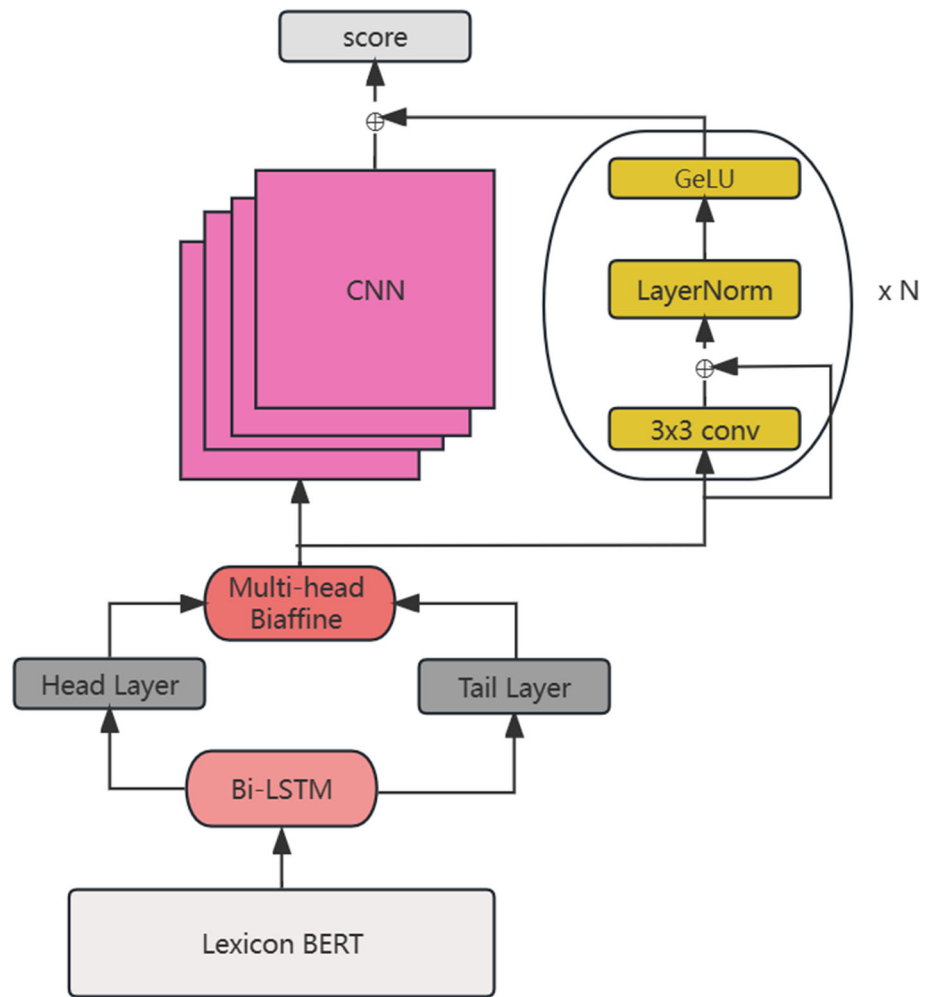 score
GeLU
CNN
LayerNorm
x N
3x3 conv
Multi-head
Biaffine
Head Layer
Tail Layer
Bi-LSTM
Lexicon BERT